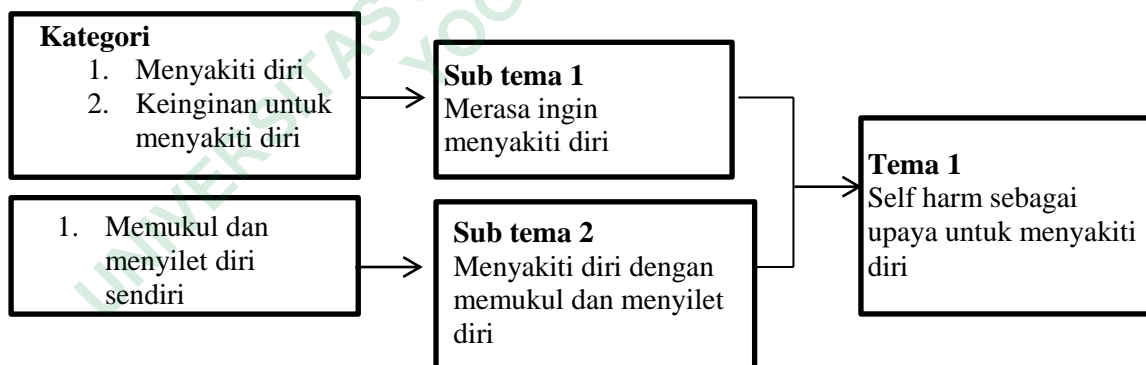 Kategori
1. Menyakiti diri
2. Keinginan untuk
menyakiti diri
Sub tema 1
Merasa ingin
menyakiti diri
1. Memukul dan
menyilet diri
sendiri
Sub tema 2
Menyakiti diri dengan
memukul dan menyilet
diri
Tema 1
Self harm sebagai
upaya untuk menyakiti
diri
UNIVERSITAS
YOG